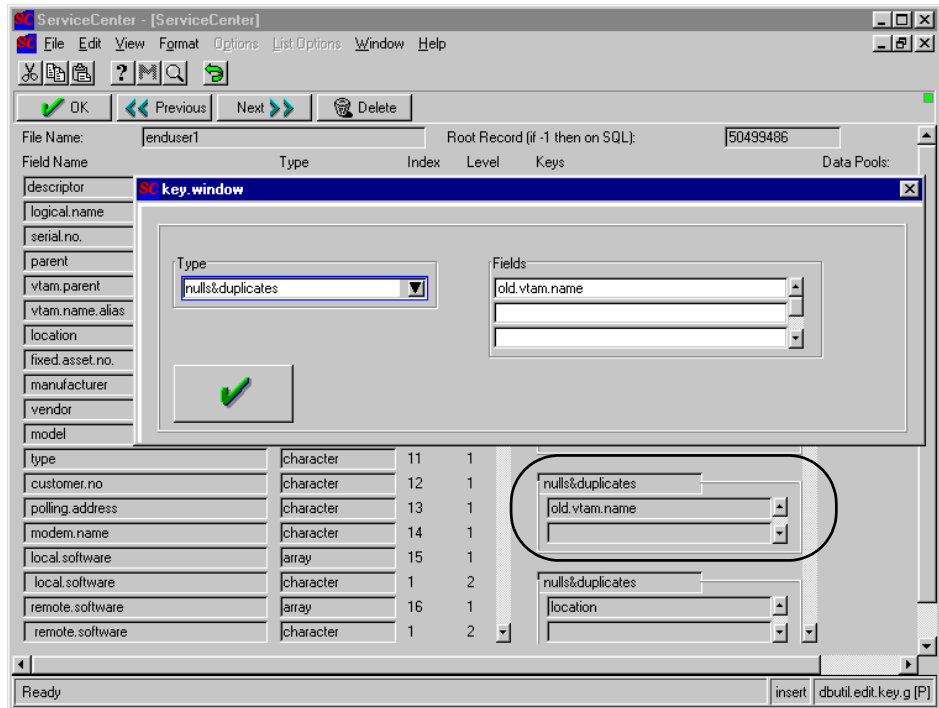 SC ServiceCenter - [ServiceCenter]
SC File Edit View Format Options List Options Window Help
? M
OK Previous Next Delete
File Name: enduser1 Root Record (if -1 then on SQL): 50499486
Field Name Type Index Level Keys Data Pools:
descriptor
SC key.window
logical.name
serial.no.
parent
Type Fields
vtam.parent
nulls&duplicates old.vtam.name
vtam.name.alias
location
fixed.asset.no.
manufacturer
vendor
model
type character 11 1
customer.no character 12 1 nulls&duplicates
polling.address character 13 1 old.vtam.name
modem.name character 14 1
local.software array 15 1
local.software character 1 2 nulls&duplicates
remote.software array 16 1 location
remote.software character 1 2
Ready insert dbutil.edit.key.g [P]